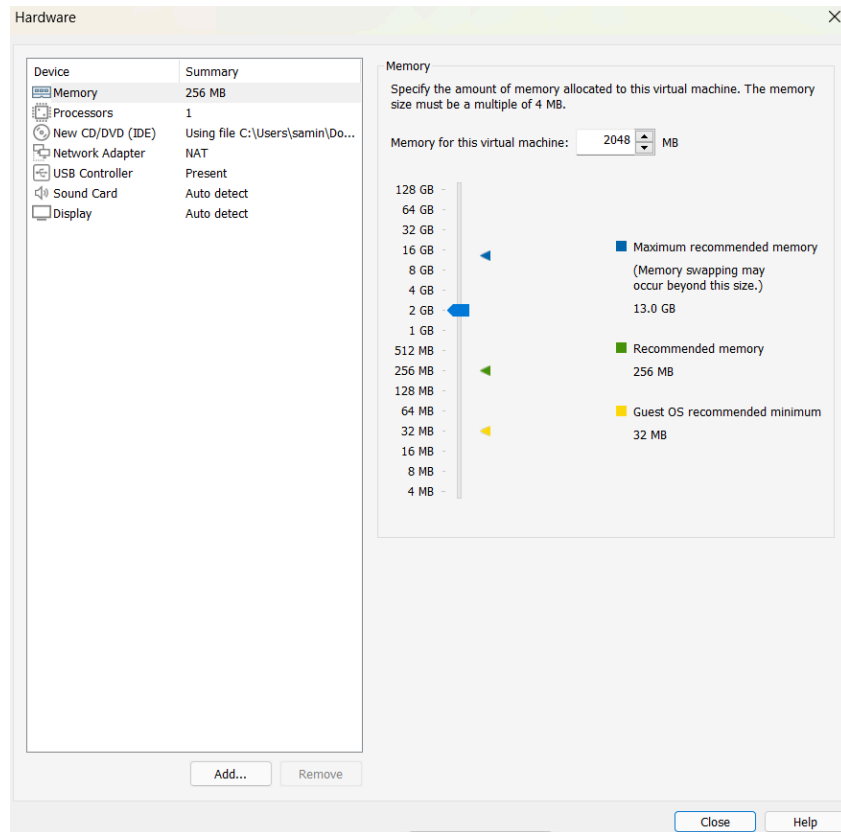 Hardware
Device Summary
Memory 256 MB
Processors 1
New CD/DVD (IDE) Using file C:\Users\samin\Do...
Network Adapter NAT
USB Controller Present
Sound Card Auto detect
Display Auto detect
Add... Remove
Memory
Specify the amount of memory allocated to this virtual machine. The memory
size must be a multiple of 4 MB.
Memory for this virtual machine: 2048 MB
128 GB
64 GB
32 GB
16 GB
8 GB
4 GB
2 GB
1 GB
512 MB
256 MB
128 MB
64 MB
32 MB
16 MB
8 MB
4 MB
Maximum recommended memory
(Memory swapping may
occur beyond this size.)
13.0 GB
Recommended memory
256 MB
Guest OS recommended minimum
32 MB
Close Help